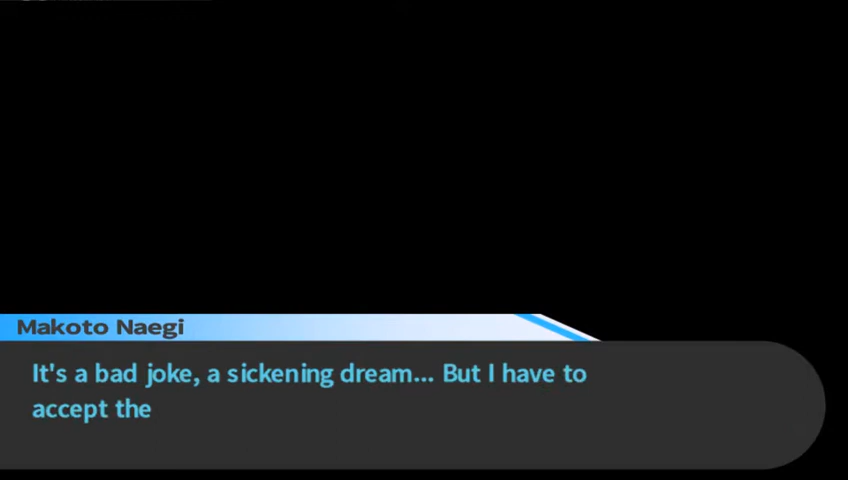 Makoto Naegi
It's a bad joke, a sickening dream... But I have to
accept the